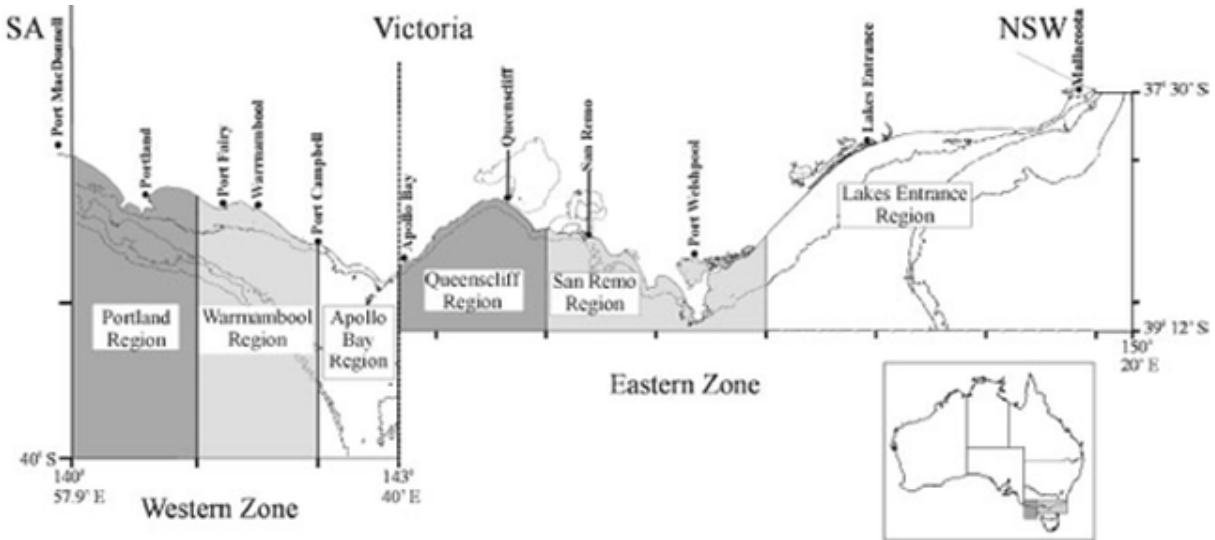 SA
Victoria
NSW
Port MacDonnell
Portland
Port Fairy
Warrnambool
Port Campbell
Apollo Bay
Queenscliff
San Remo
Port Welshpool
Lakes Entrance
Mallacoota
37° 30° S
Lakes Entrance
Region
Queenscliff
Region
San Remo
Region
Portland
Region
Warrnambool
Region
Apollo
Bay
Region
39° 12° S
150°
20° E
Eastern Zone
40° S
140°
57.9° E
143°
40° E
Western Zone